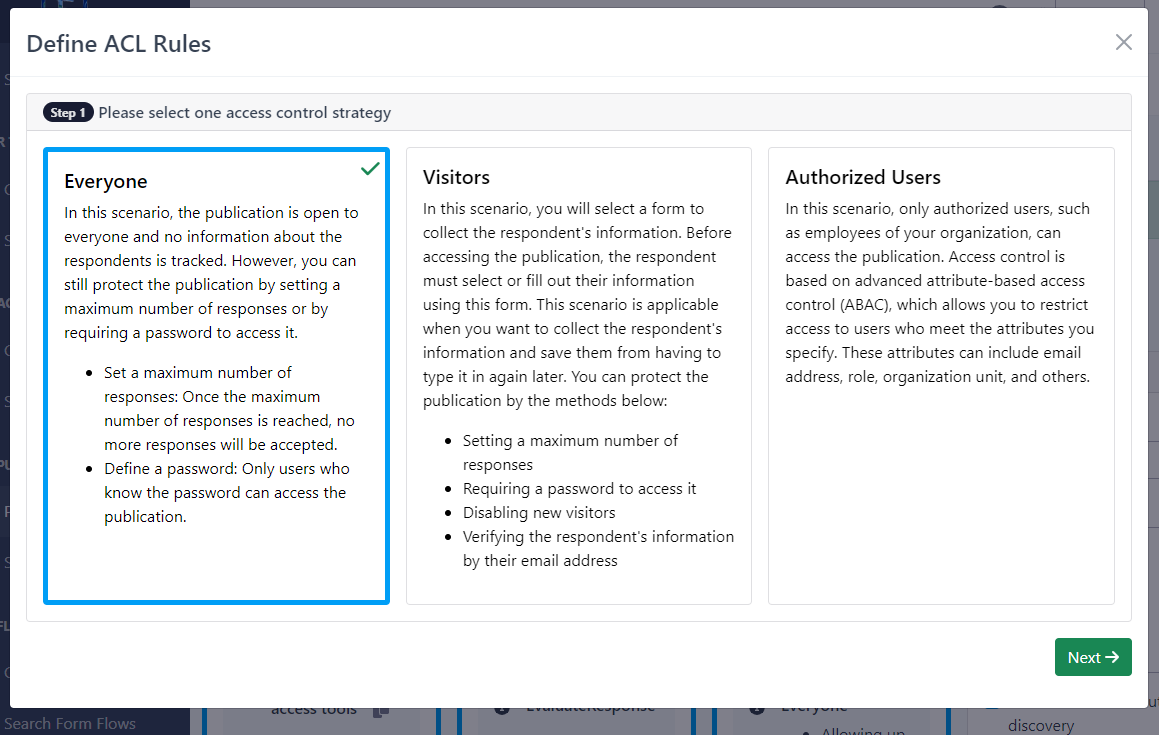 Define ACL Rules
Step 1 Please select one access control strategy
Everyone
In this scenario, the publication is open to
everyone and no information about the
respondents is tracked. However, you can
still protect the publication by setting a
maximum number of responses or by
requiring a password to access it.
Set a maximum number of
responses: Once the maximum
number of responses is reached, no
more responses will be accepted.
Define a password: Only users who
know the password can access the
publication.
Visitors
In this scenario, you will select a form to
collect the respondent's information. Before
accessing the publication, the respondent
must select or fill out their information
using this form. This scenario is applicable
when you want to collect the respondent's
information and save them from having to
type it in again later. You can protect the
publication by the methods below:
Setting a maximum number of
responses
Requiring a password to access it
Disabling new visitors
Verifying the respondent's information
by their email address
Authorized Users
In this scenario, only authorized users, such
as employees of your organization, can
access the publication. Access control is
based on advanced attribute-based access
control (ABAC), which allows you to restrict
access to users who meet the attributes you
specify. These attributes can include email
address, role, organization unit, and others.
Next
Search Form Flows
access tools
EvaluateResponse
Everyone
Allowing up
discovery